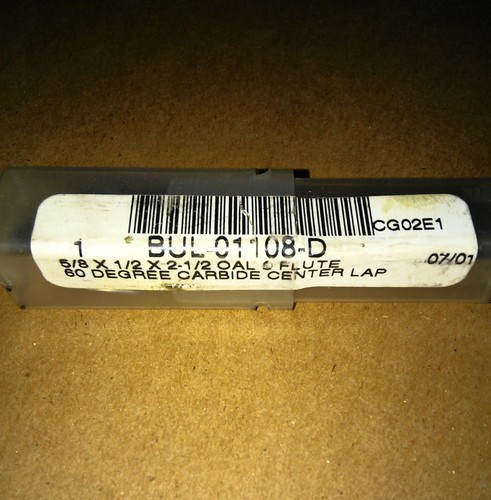 CG02E1
1 BUL-01108-D
5/8 X 1/2 X 2-1/2 OAL 6 FLUTE 07/01
60 DEGREE CARBIDE CENTER LAP